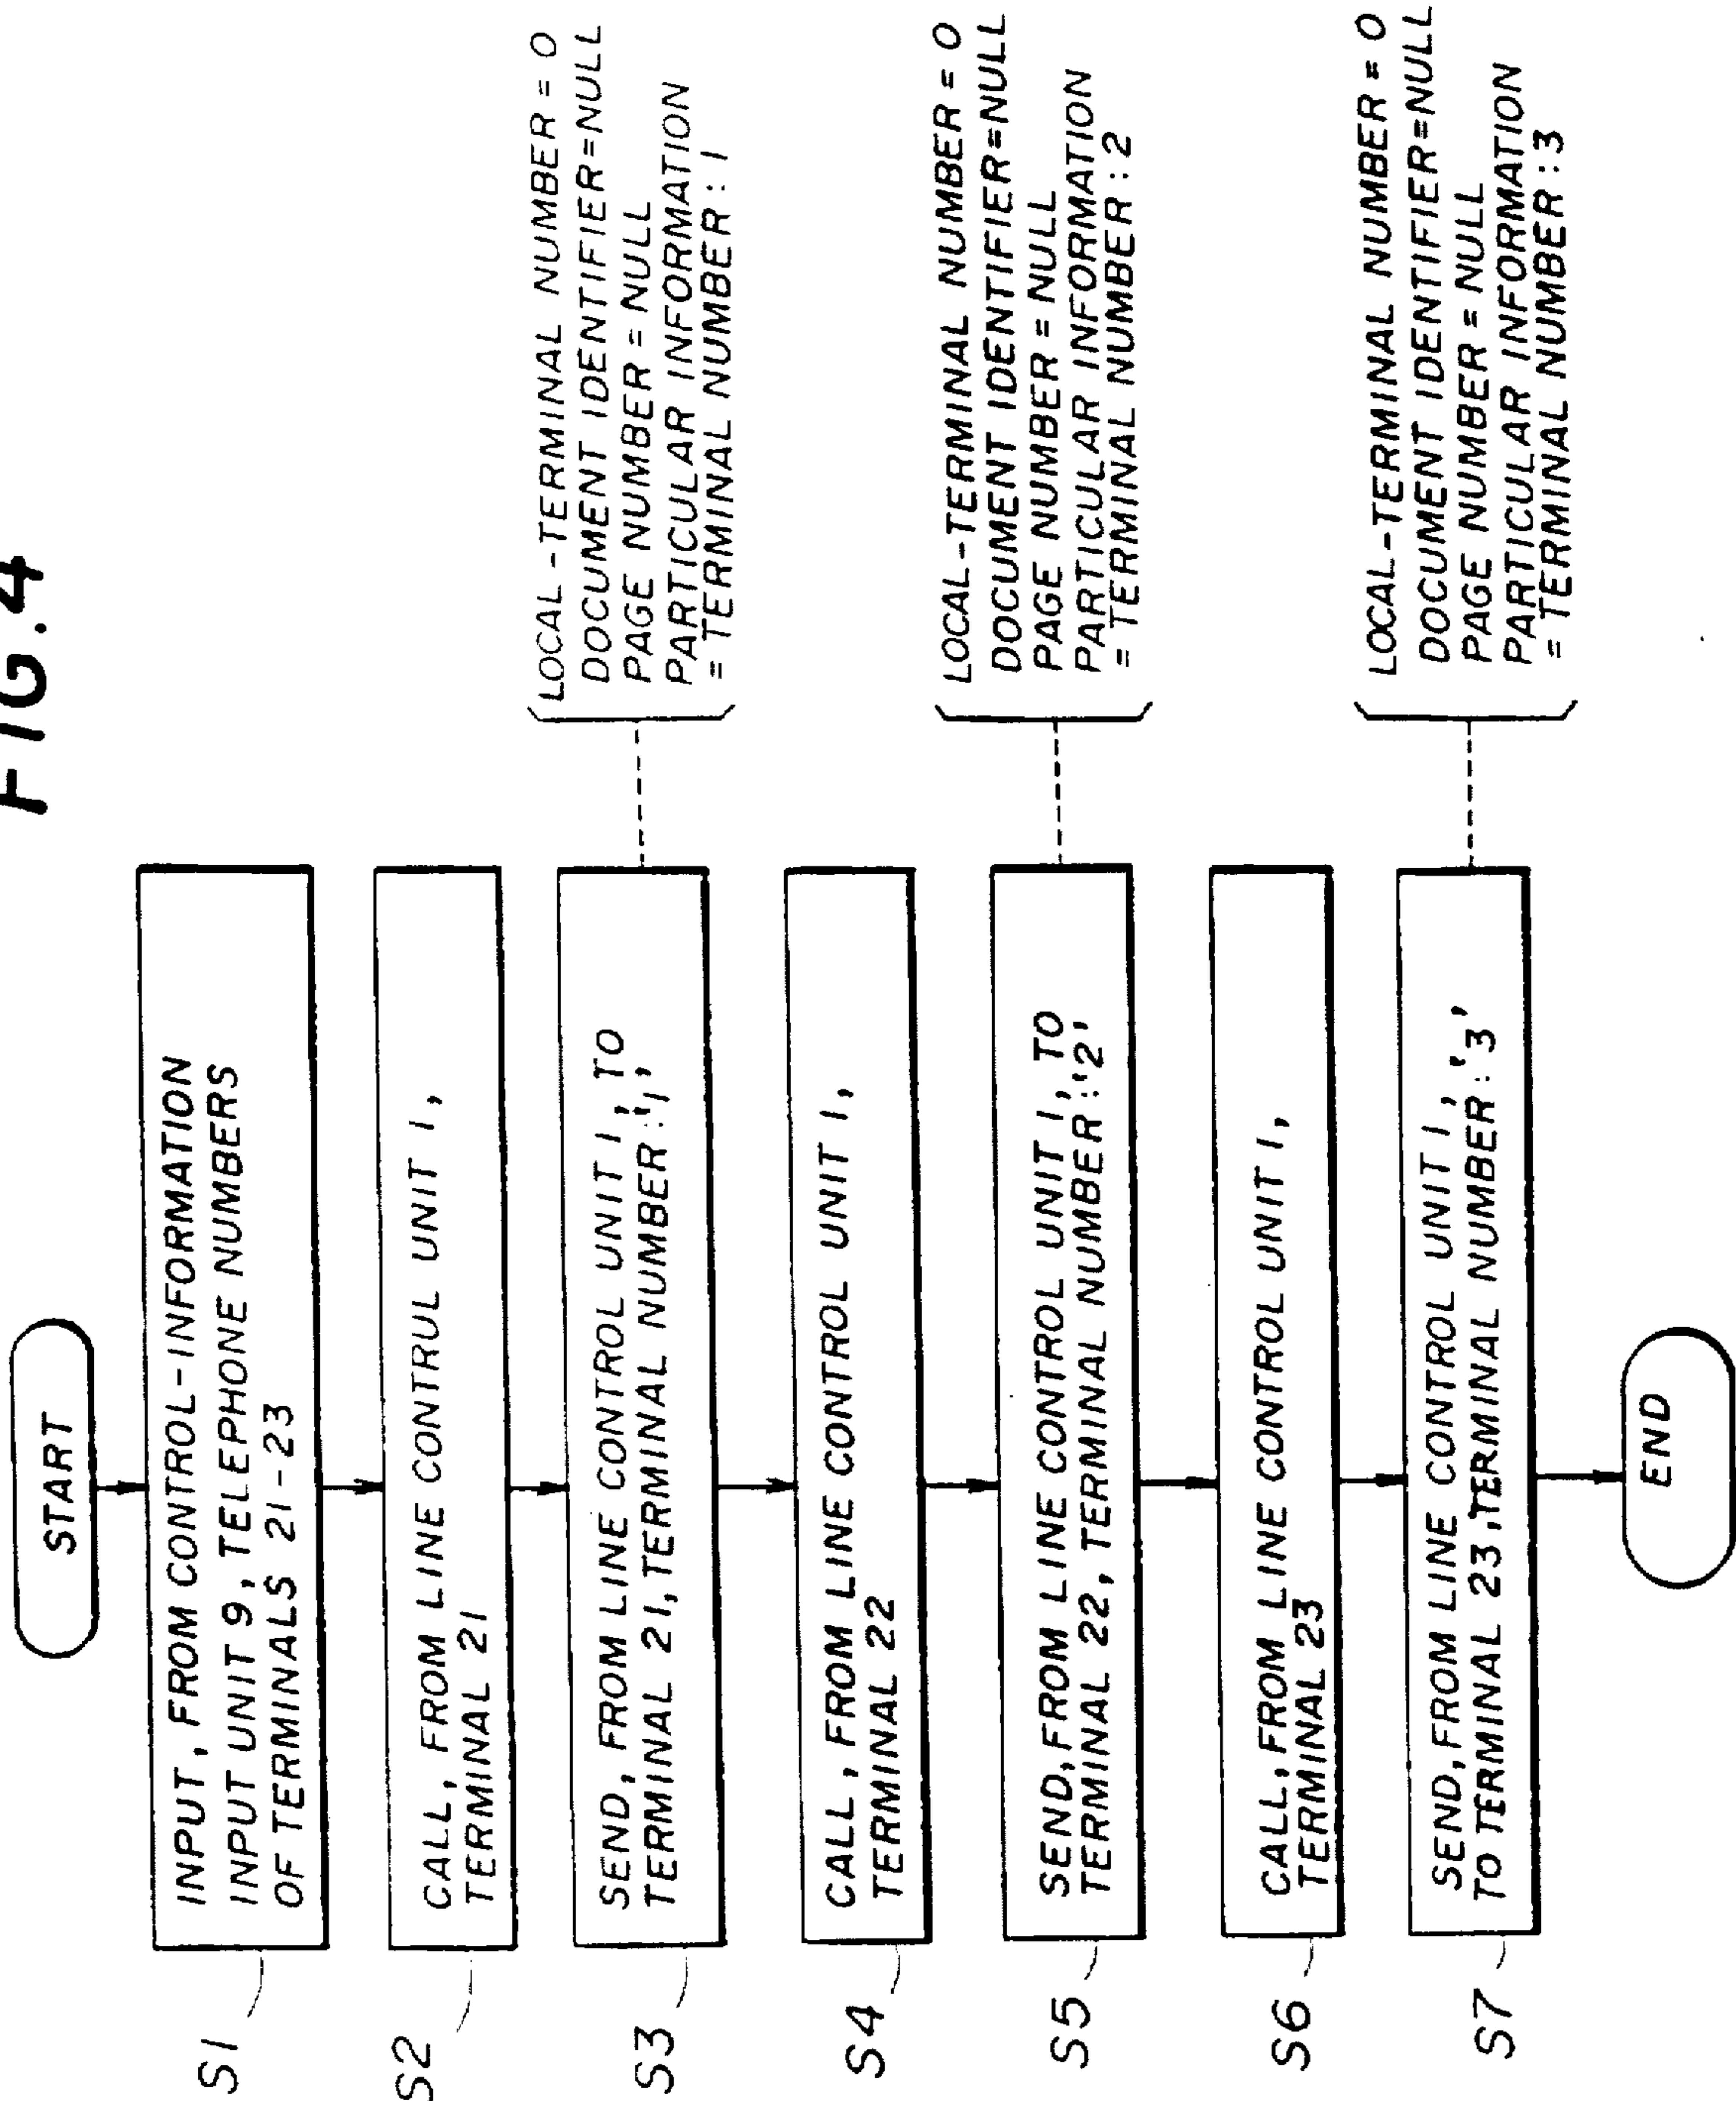 FIG.4
START
S1
INPUT, FROM CONTROL-INFORMATION
INPUT UNIT 9, TELEPHONE NUMBERS
OF TERMINALS 21-23
S2
CALL, FROM LINE CONTRUL UNIT 1,
TERMINAL 21
S3
SEND, FROM LINE CONTROL UNIT 1, TO
TERMINAL 21, TERMINAL NUMBER:'1'
LOCAL-TERMINAL NUMBER = 0
DOCUMENT IDENTIFIER=NULL
PAGE NUMBER = NULL
PARTICULAR INFORMATION
= TERMINAL NUMBER : 1
S4
CALL, FROM LINE CONTROL UNIT 1,
TERMINAL 22
S5
SEND, FROM LINE CONTROL UNIT 1, TO
TERMINAL 22, TERMINAL NUMBER:'2'
LOCAL-TERMINAL NUMBER = 0
DOCUMENT IDENTIFIER=NULL
PAGE NUMBER = NULL
PARTICULAR INFORMATION
= TERMINAL NUMBER : 2
S6
CALL, FROM LINE CONTROL UNIT 1,
TERMINAL 23
S7
SEND, FROM LINE CONTROL UNIT 1,
TO TERMINAL 23, TERMINAL NUMBER:'3'
LOCAL-TERMINAL NUMBER = 0
DOCUMENT IDENTIFIER=NULL
PAGE NUMBER = NULL
PARTICULAR INFORMATION
= TERMINAL NUMBER : 3
END